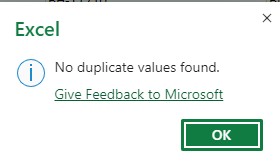 Excel
No duplicate values found.
Give Feedback to Microsoft
OK